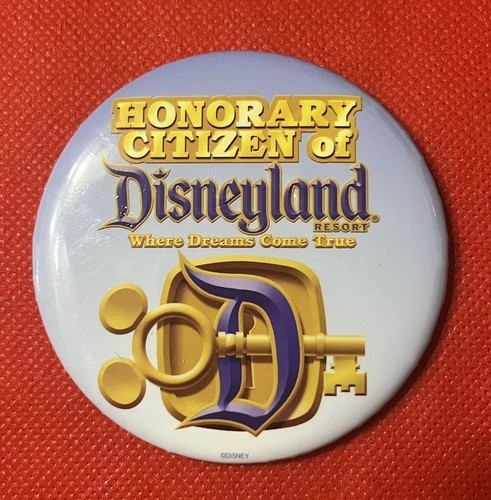 HONORARY
CITIZEN of
Disneyland®
RESORT
Where Dreams Come True
D
©DISNEY